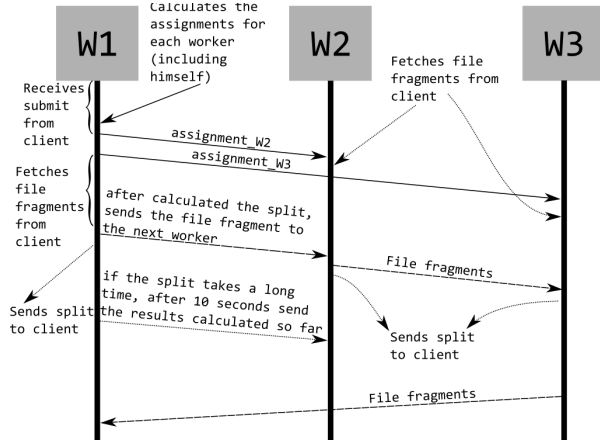 Calculates the
assignments for
each worker
(including
himself)
W1
W2
W3
Fetches file
fragments from
client
Receives
submit
from
client
assignment_W2
assignment_W3
Fetches
file
fragments
from
client
after calculated the split,
sends the file fragment to
the next worker
File fragments
if the split takes a long
time, after 10 seconds send
the results calculated so far
Sends split
to client
Sends split
to client
File fragments